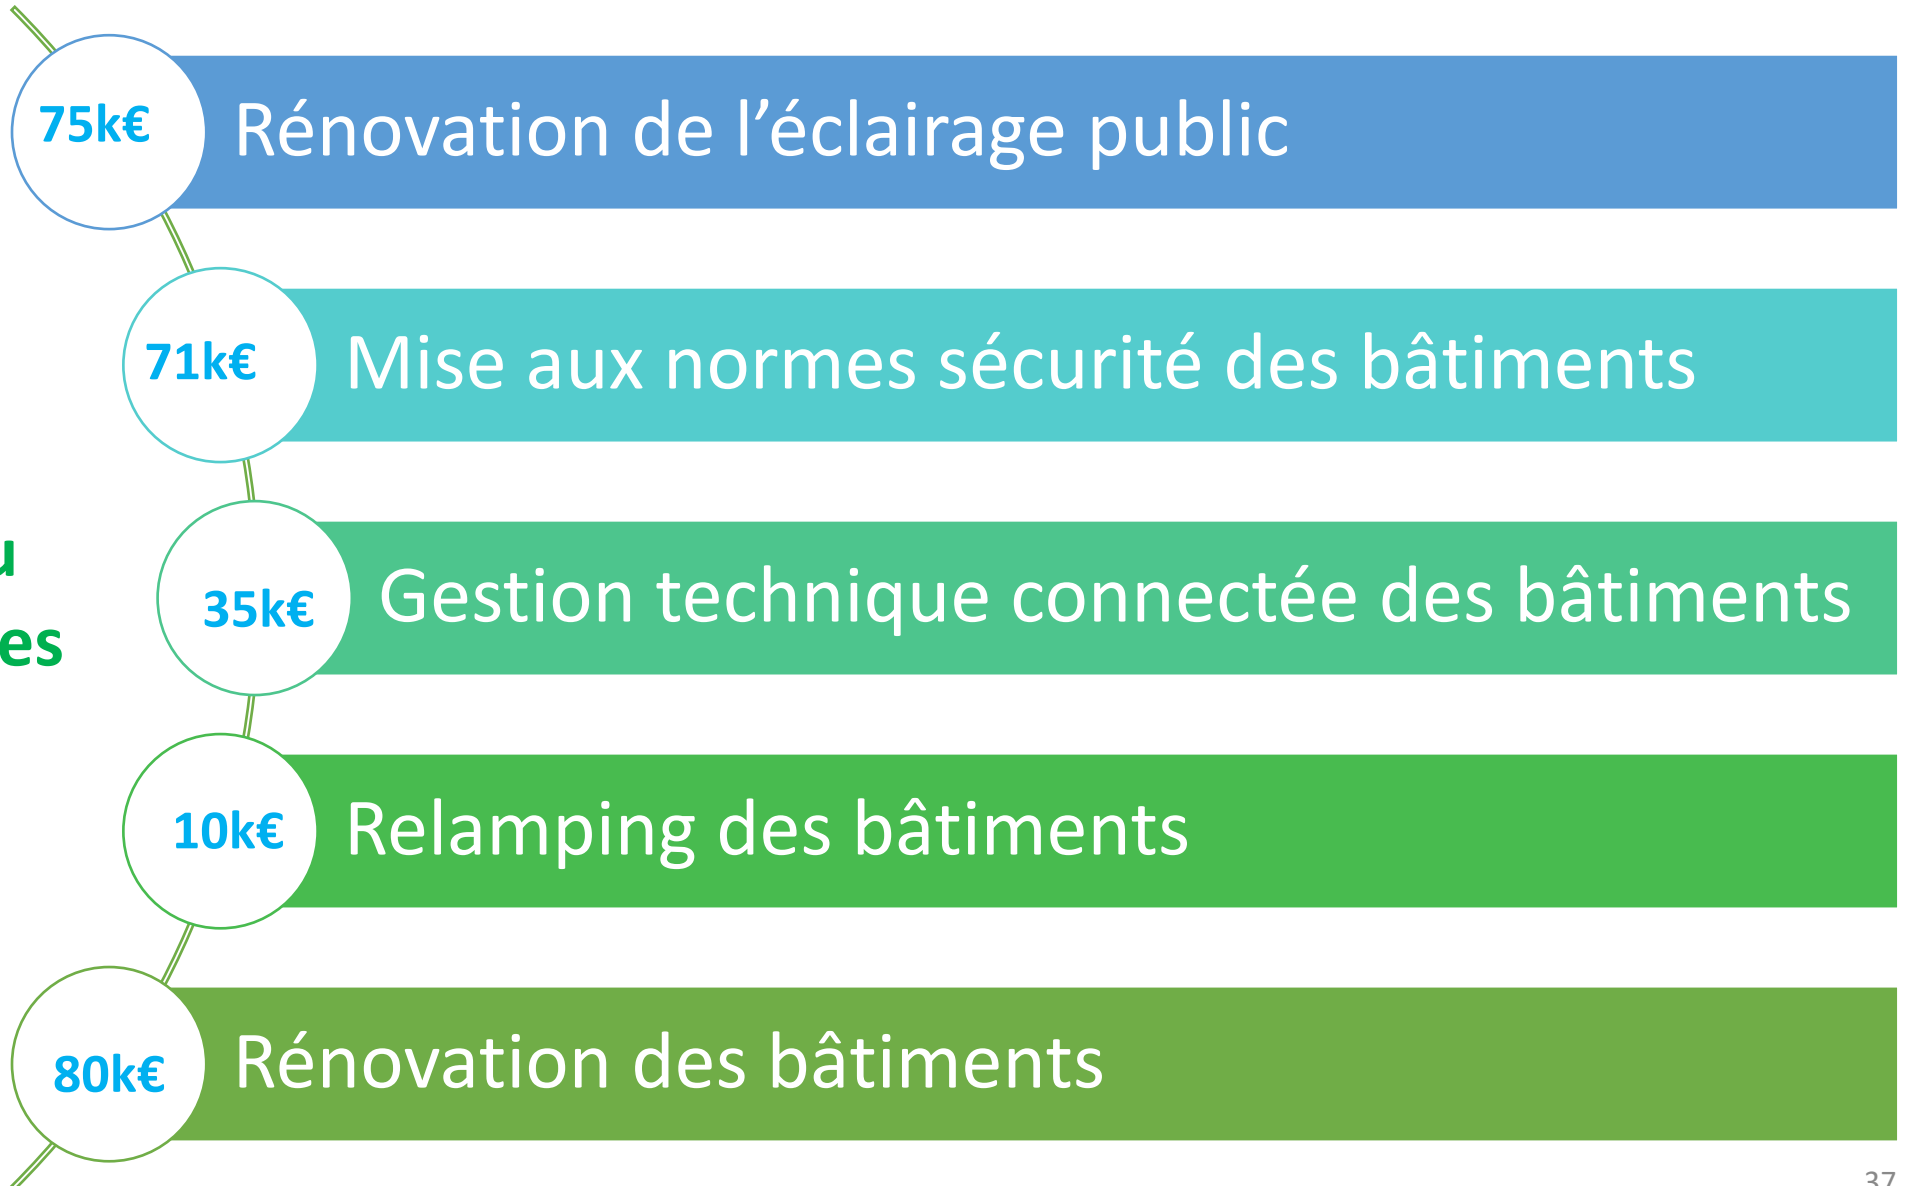 75k€ Rénovation de l’éclairage public
71k€ Mise aux normes sécurité des bâtiments
35k€ Gestion technique connectée des bâtiments
10k€ Relamping des bâtiments
80k€ Rénovation des bâtiments
37